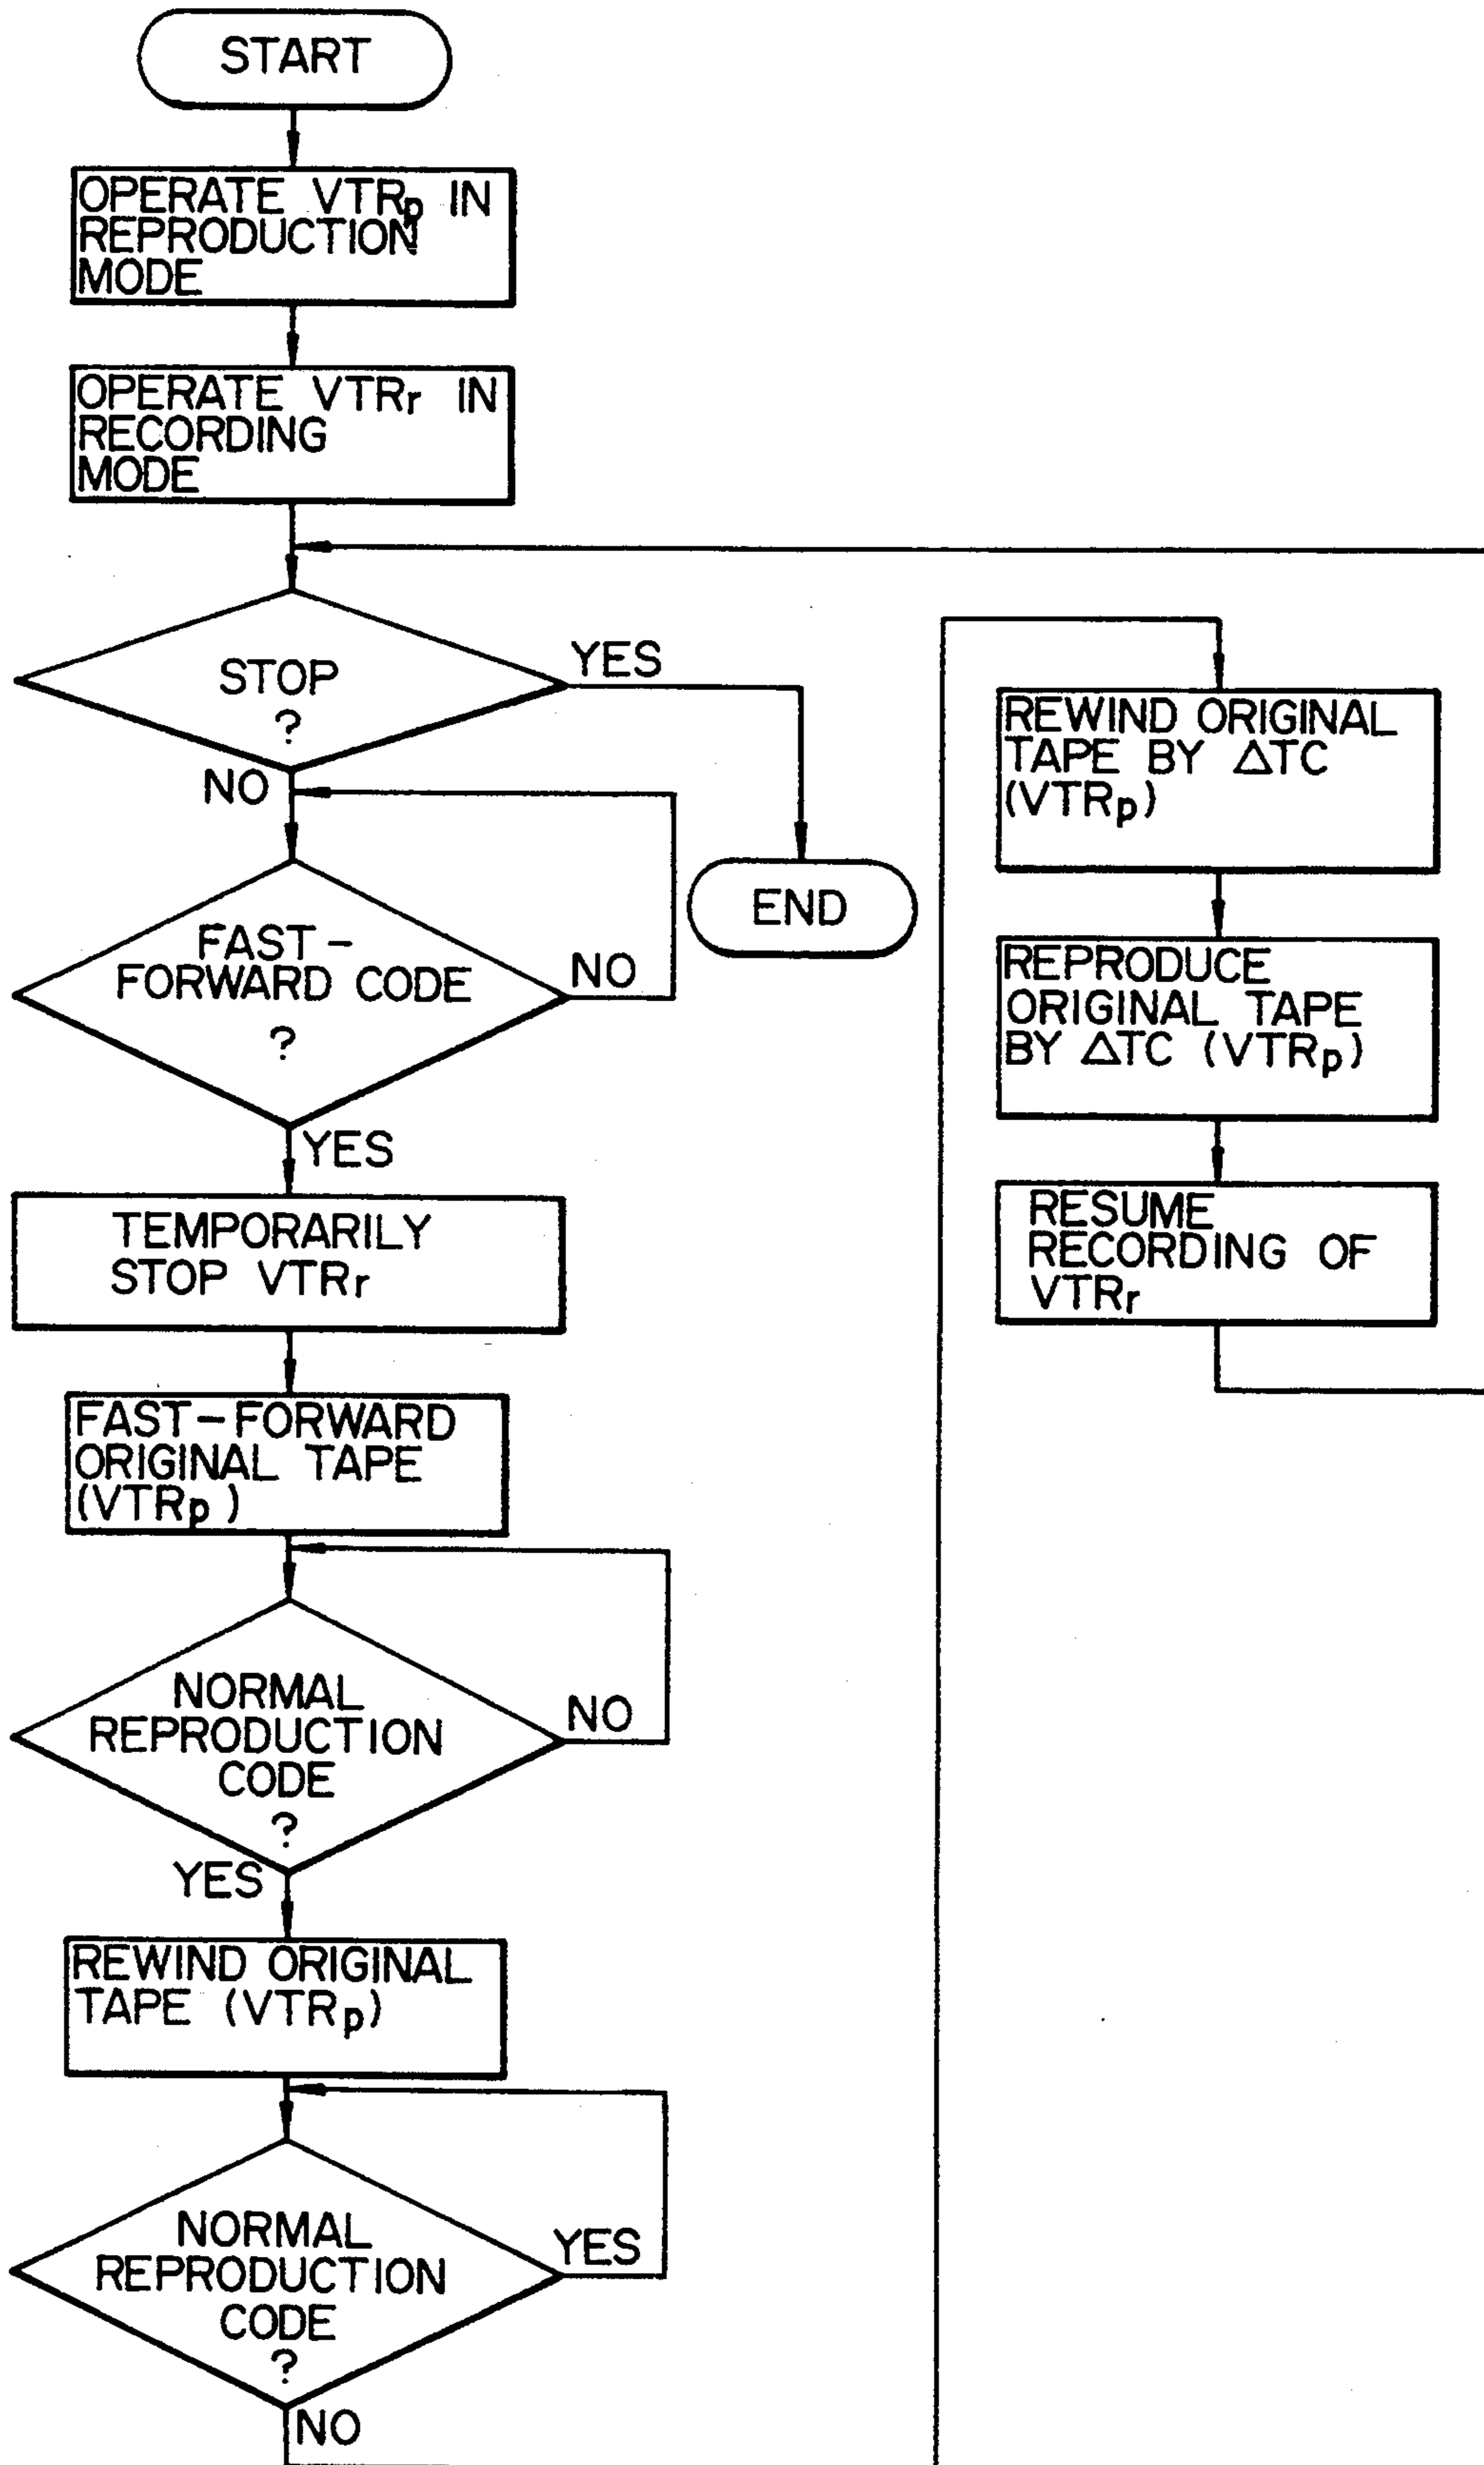 START
OPERATE VTRp IN
REPRODUCTION
MODE
OPERATE VTRr IN
RECORDING
MODE
STOP
?
YES
NO
FAST-
FORWARD CODE
?
NO
YES
END
TEMPORARILY
STOP VTRr
FAST-FORWARD
ORIGINAL TAPE
(VTRp)
NORMAL
REPRODUCTION
CODE
?
NO
YES
REWIND ORIGINAL
TAPE (VTRp)
NORMAL
REPRODUCTION
CODE
?
YES
NO
REWIND ORIGINAL
TAPE BY △TC
(VTRp)
REPRODUCE
ORIGINAL TAPE
BY △TC (VTRp)
RESUME
RECORDING OF
VTRr